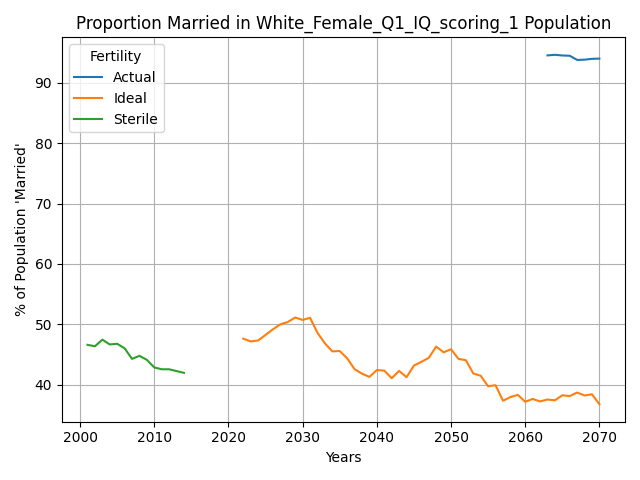 Proportion Married in White_Female_Q1_IQ_scoring_1 Population
Fertility
Actual
Ideal
Sterile
% of Population 'Married'
90
80
70
60
50
40
2000
2010
2020
2030
2040
2050
2060
2070
Years